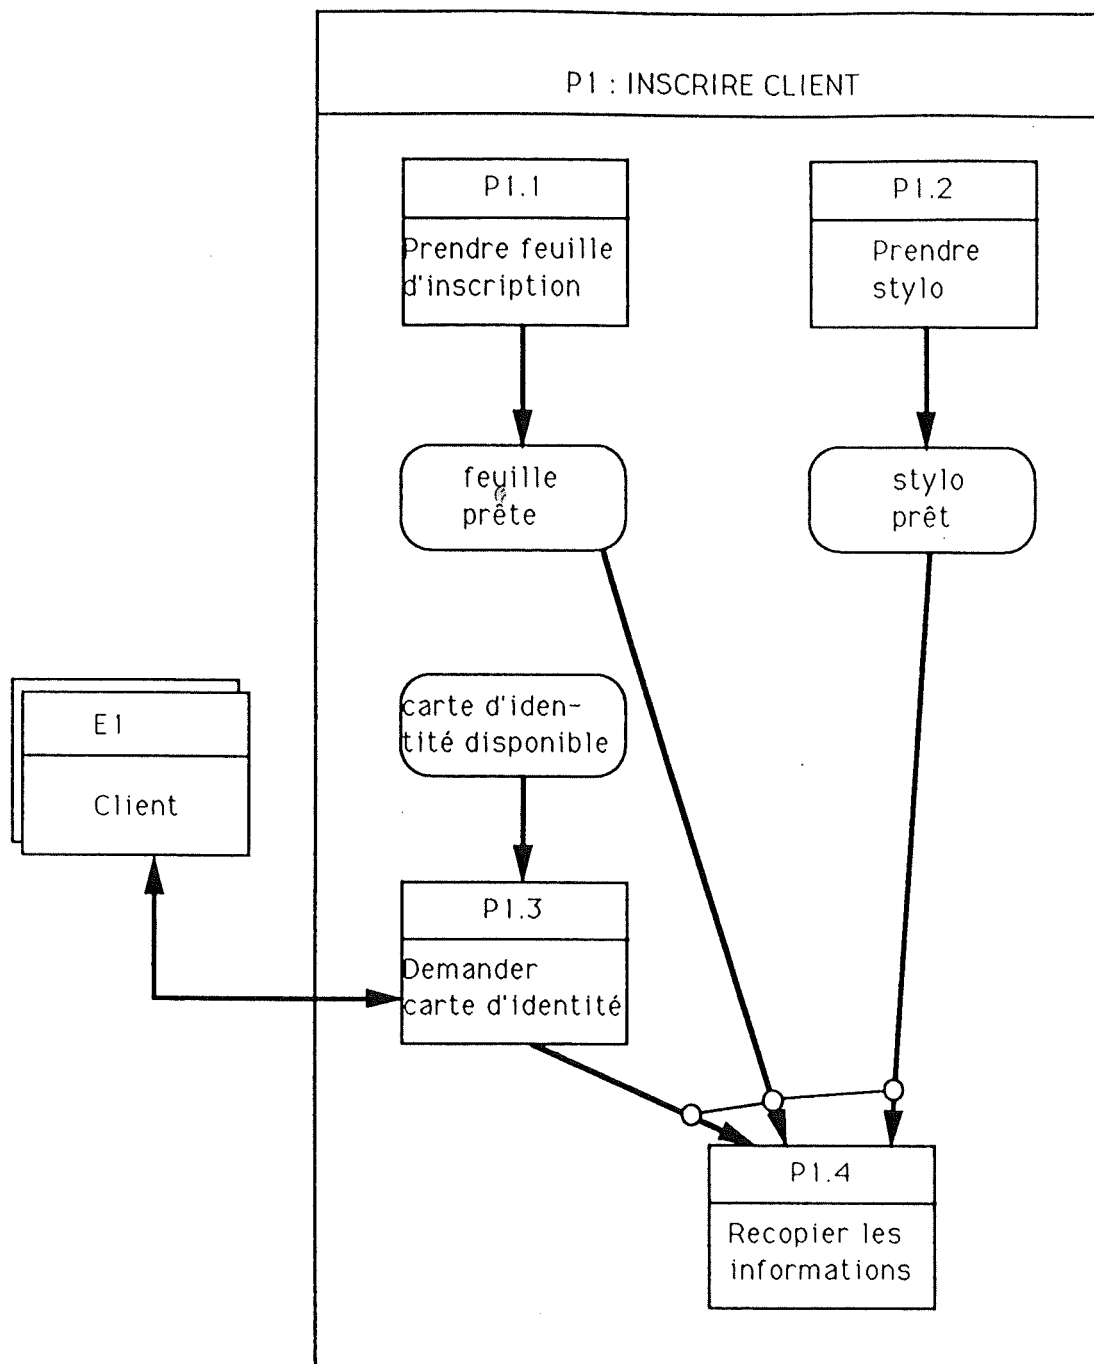 P1 : INSCRIRE CLIENT
P1.1
Prendre feuille
d'inscription
P1.2
Prendre
stylo
feuille
prête
stylo
prêt
carte d'iden-
tité disponible
E1
Client
P1.3
Demander
carte d'identité
P1.4
Recopier les
informations